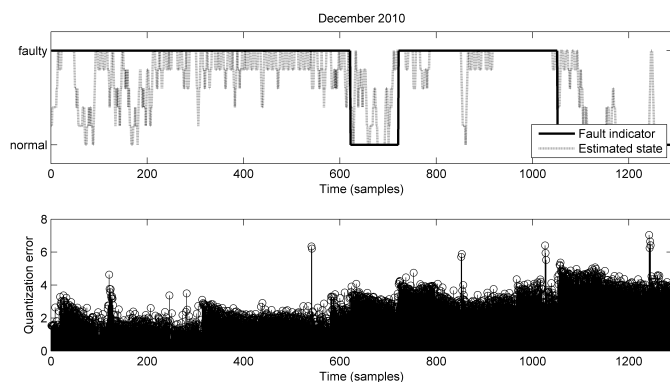 December 2010
faulty
normal
Fault indicator
Estimated state
0 200 400 600 800 1000 1200
Time (samples)
8
6
4
2
0
Quantization error
0 200 400 600 800 1000 1200
Time (samples)